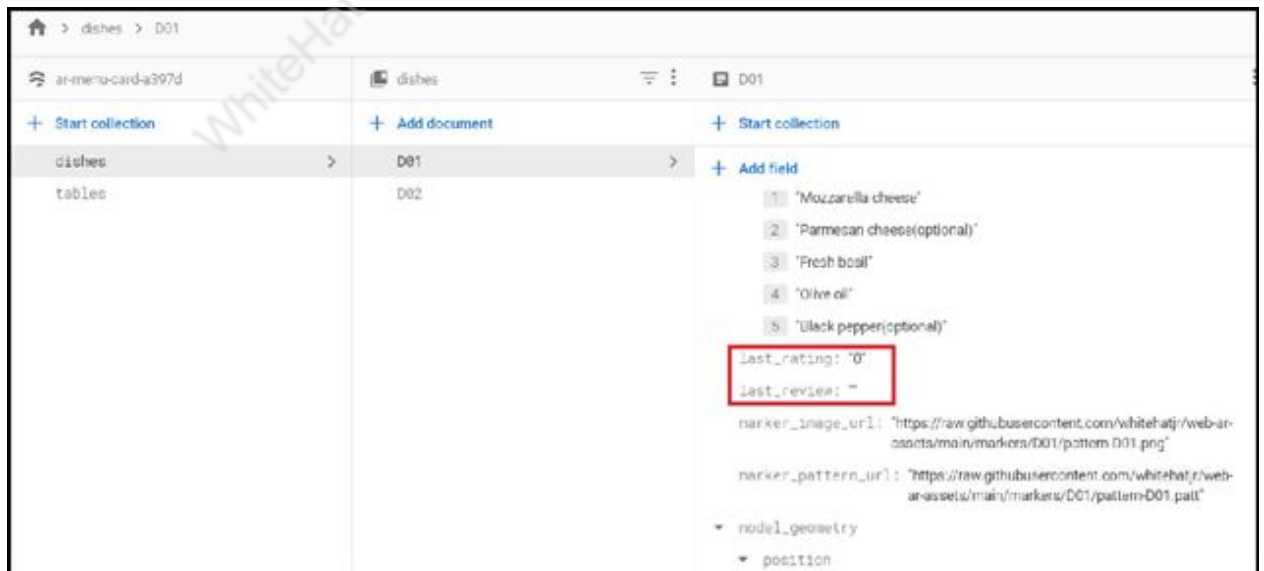 dishes > D01
ar-menu-card-a397d
dishes
D01
+ Start collection
+ Add document
+ Start collection
dishes >
tables
D01 >
D02
+ Add field
1 "Mozzarella cheese"
2 "Parmesan cheese(optional)"
3 "Fresh basil"
4 "Olive oil"
5 "Black pepper(optional)"
last_rating: "0"
last_review: ""
marker_image_url: "https://raw.githubusercontent.com/whitehatjr/web-ar-
assets/main/markers/D01/pattern-D01.png"
marker_pattern_url: "https://raw.githubusercontent.com/whitehatjr/web-
ar-assets/main/markers/D01/pattern-D01.patt"
model_geometry
position